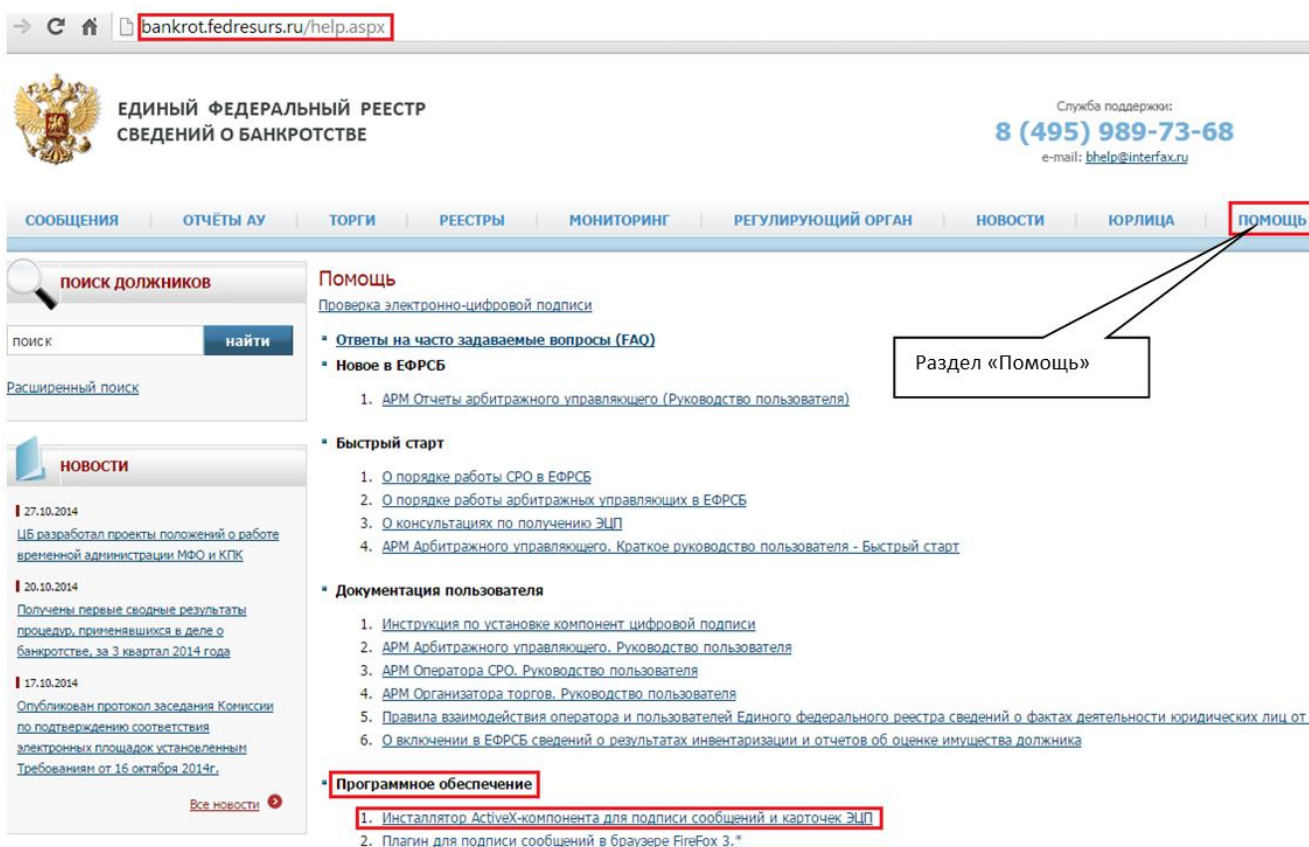 bankrot.fedresurs.ru/help.aspx
ЕДИНЫЙ ФЕДЕРАЛЬНЫЙ РЕЕСТР
СВЕДЕНИЙ О БАНКРОТСТВЕ
Служба поддержки:
8 (495) 989-73-68
e-mail: bhelp@interfax.ru
СООБЩЕНИЯ ОТЧЁТЫ АУ ТОРГИ РЕЕСТРЫ МОНИТОРИНГ РЕГУЛИРУЮЩИЙ ОРГАН НОВОСТИ ЮРЛИЦА ПОМОЩЬ
ПОИСК ДОЛЖНИКОВ
поиск найти
Расширенный поиск
НОВОСТИ
27.10.2014
ЦБ разработал проекты положений о работе
временной администрации МФО и КПК
20.10.2014
Получены первые сводные результаты
процедур, применявшихся в деле о
банкротстве, за 3 квартал 2014 года
17.10.2014
Опубликован протокол заседания Комиссии
по подтверждению соответствия
электронных площадок установленным
Требованиям от 16 октября 2014г.
Все новости
Помощь
Проверка электронно-цифровой подписи
Ответы на часто задаваемые вопросы (FAQ)
Новое в ЕФРСБ
1. АРМ Отчеты арбитражного управляющего (Руководство пользователя)
Раздел «Помощь»
Быстрый старт
1. О порядке работы СРО в ЕФРСБ
2. О порядке работы арбитражных управляющих в ЕФРСБ
3. О консультациях по получению ЭЦП
4. АРМ Арбитражного управляющего. Краткое руководство пользователя - Быстрый старт
Документация пользователя
1. Инструкция по установке компонент цифровой подписи
2. АРМ Арбитражного управляющего. Руководство пользователя
3. АРМ Оператора СРО. Руководство пользователя
4. АРМ Организатора торгов. Руководство пользователя
5. Правила взаимодействия оператора и пользователей Единого федерального реестра сведений о фактах деятельности юридических лиц от
6. О включении в ЕФРСБ сведений о результатах инвентаризации и отчетов об оценке имущества должника
Программное обеспечение
1. Инсталлятор ActiveX-компонента для подписи сообщений и карточек ЭЦП
2. Плагин для подписи сообщений в браузере FireFox 3.*